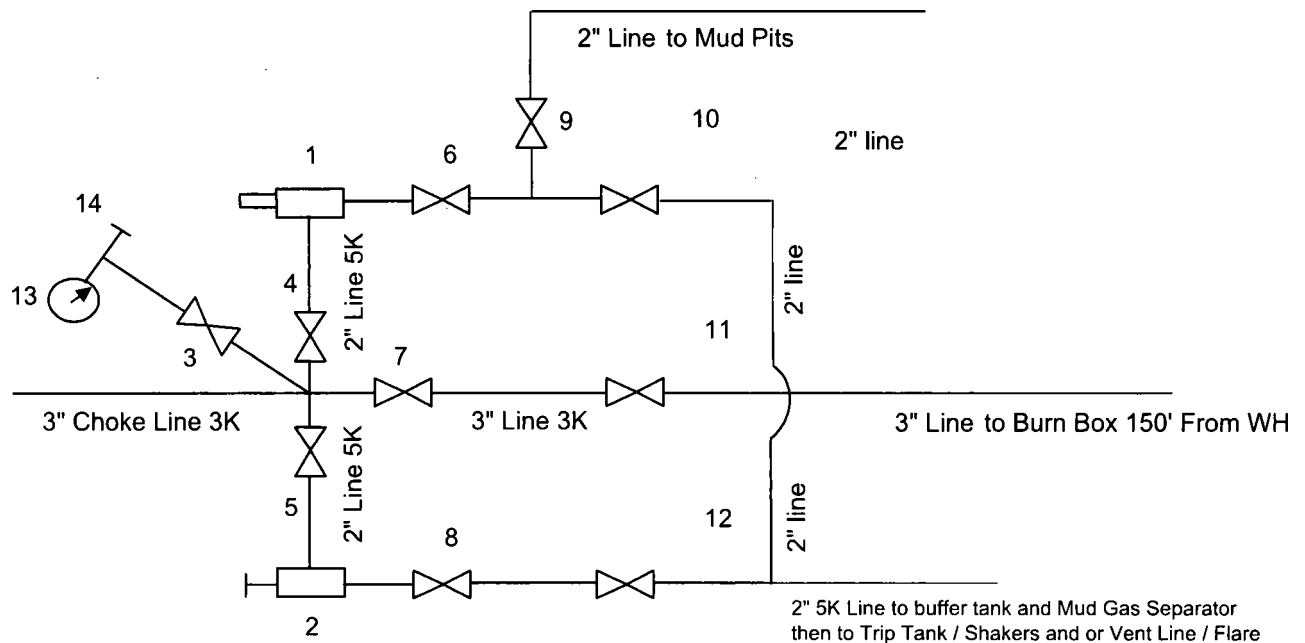 2" Line to Mud Pits
9
10
2" line
1
6
14
4
2" Line 5K
2" line
13
3
7
11
3" Choke Line 3K
3" Line 3K
3" Line to Burn Box 150' From WH
5
2" Line 5K
12
2" line
8
2
2" 5K Line to buffer tank and Mud Gas Separator
then to Trip Tank / Shakers and or Vent Line / Flare